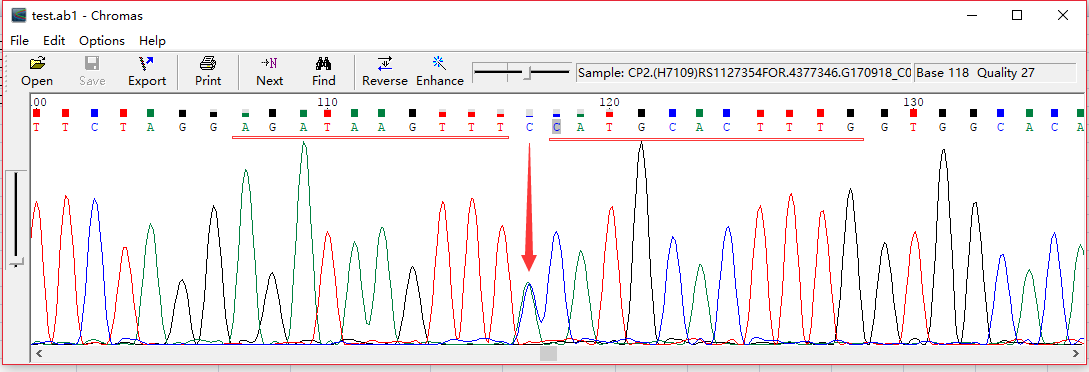 test.ab1 - Chromas
File Edit Options Help
Open Save Export Print Next Find Reverse Enhance Sample: CP2.(H7109)RS1127354FOR.4377346.G170918_C0 Base 118 Quality 27
:00 110 120 130
T T C T A G G A G A T A A G T T T C C A T G C A C T T T G G T G G C A C A